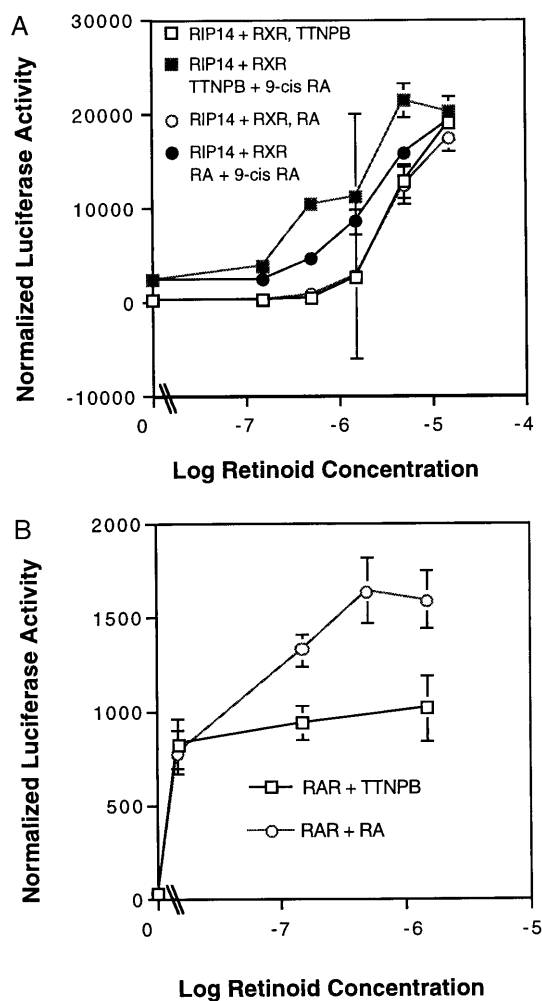 A
30000
20000
10000
0
-10000
Normalized Luciferase Activity
RIP14 + RXR, TTNPB
RIP14 + RXR
TTNPB + 9-cis RA
RIP14 + RXR, RA
RIP14 + RXR
RA + 9-cis RA
0
-7
-6
-5
-4
Log Retinoid Concentration
B
2000
1500
1000
500
0
Normalized Luciferase Activity
RAR + TTNPB
RAR + RA
0
-7
-6
-5
Log Retinoid Concentration